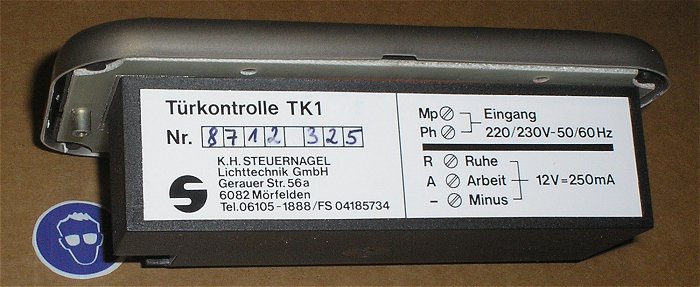 Türkontrolle TK1
Nr. 8712 325
K.H. STEUERNAGEL
Lichttechnik GmbH
Gerauer Str. 56a
6082 Mörfelden
Tel. 06105-1888/FS 04185734
Mp Eingang
Ph 220/230V-50/60Hz
R Ruhe
A Arbeit 12V=250mA
- Minus